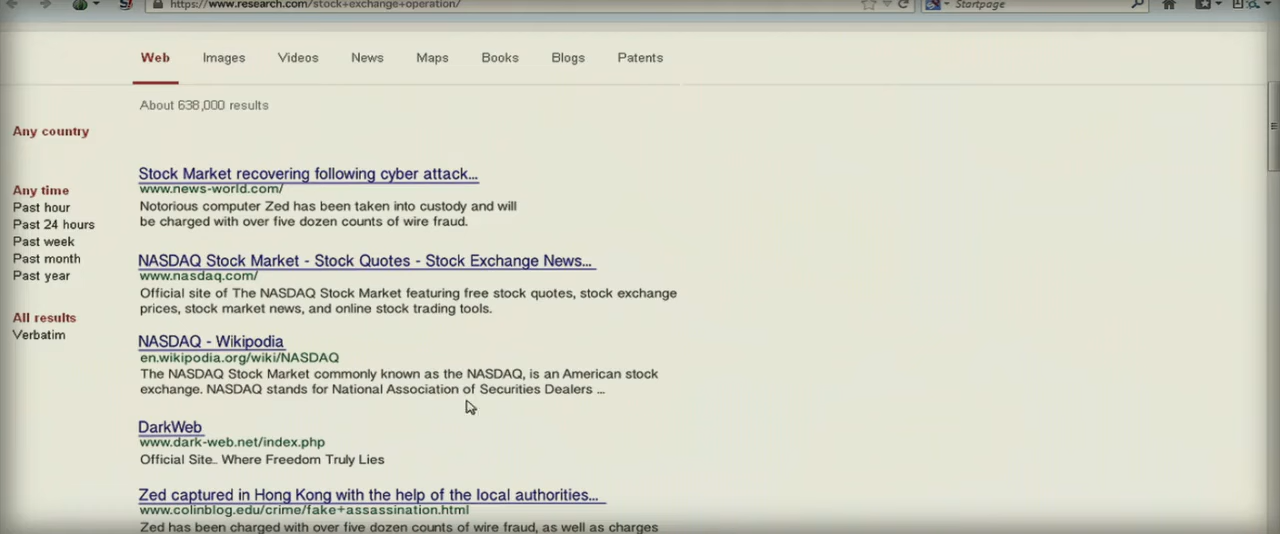 https://www.research.com/stock+exchange+operation/
Startpage
Web Images Videos News Maps Books Blogs Patents
About 638,000 results
Any country
Any time
Past hour
Past 24 hours
Past week
Past month
Past year
All results
Verbatim
Stock Market recovering following cyber attack...
www.news-world.com/
Notorious computer Zed has been taken into custody and will
be charged with over five dozen counts of wire fraud.
NASDAQ Stock Market - Stock Quotes - Stock Exchange News...
www.nasdaq.com/
Official site of The NASDAQ Stock Market featuring free stock quotes, stock exchange
prices, stock market news, and online stock trading tools.
NASDAQ - Wikipodia
en.wikipodia.org/wiki/NASDAQ
The NASDAQ Stock Market commonly known as the NASDAQ, is an American stock
exchange. NASDAQ stands for National Association of Securities Dealers ...
DarkWeb
www.dark-web.net/index.php
Official Site.. Where Freedom Truly Lies
Zed captured in Hong Kong with the help of the local authorities...
www.colinblog.edu/crime/fake+assassination.html
Zed has been charged with over five dozen counts of wire fraud, as well as charges